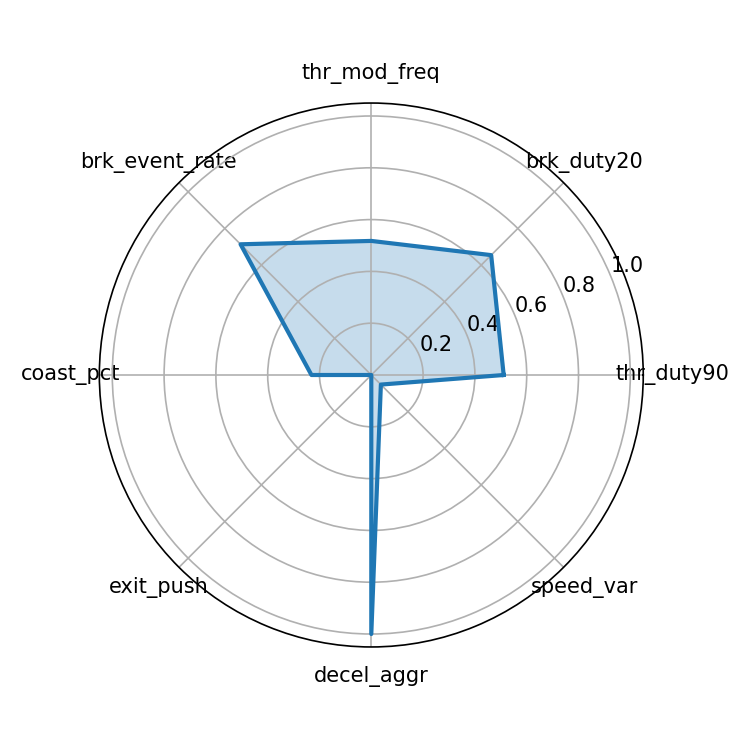 thr_mod_freq
brk_event_rate
brk_duty20
1.0
0.8
0.6
0.4
0.2
coast_pct
thr_duty90
exit_push
speed_var
decel_aggr